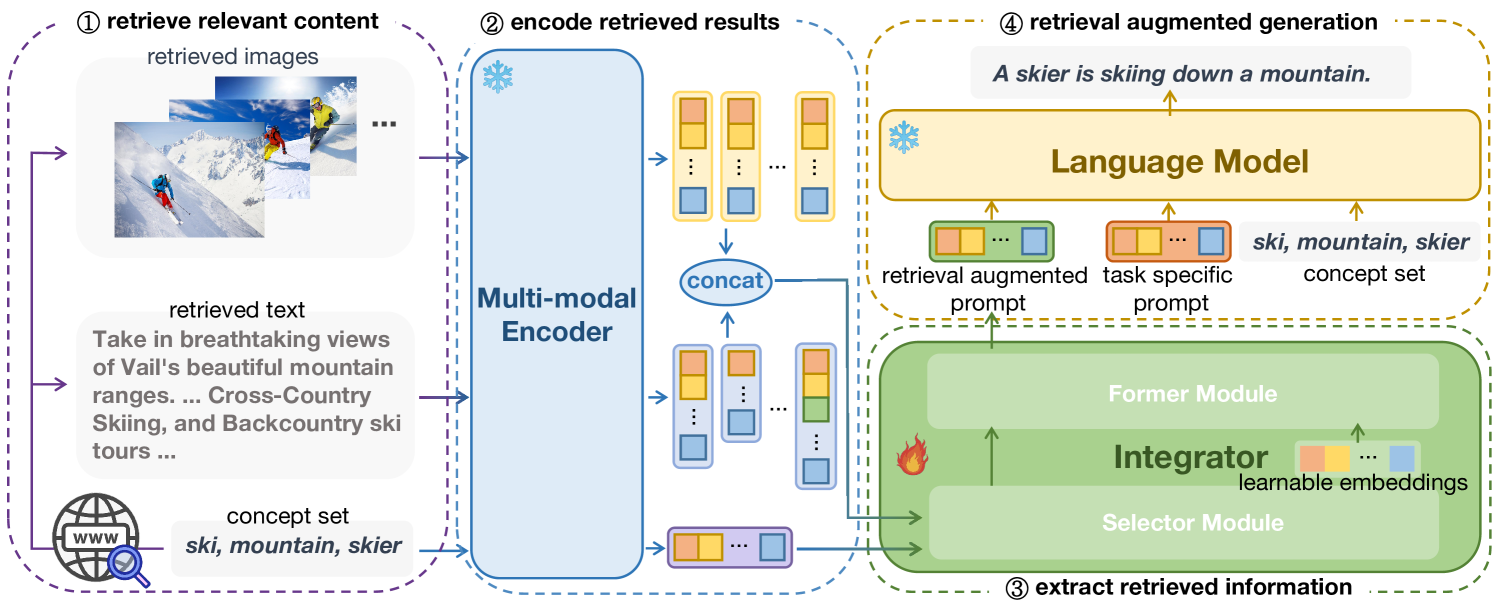 ① retrieve relevant content
retrieved images
...
retrieved text
Take in breathtaking views
of Vail's beautiful mountain
ranges. ... Cross-Country
Skiing, and Backcountry ski
tours ...
WWW
concept set
ski, mountain, skier
② encode retrieved results
Multi-modal
Encoder
...
concat
...
...
④ retrieval augmented generation
A skier is skiing down a mountain.
Language Model
...
retrieval augmented
prompt
...
task specific
prompt
ski, mountain, skier
concept set
Former Module
Integrator
...
learnable embeddings
Selector Module
③ extract retrieved information